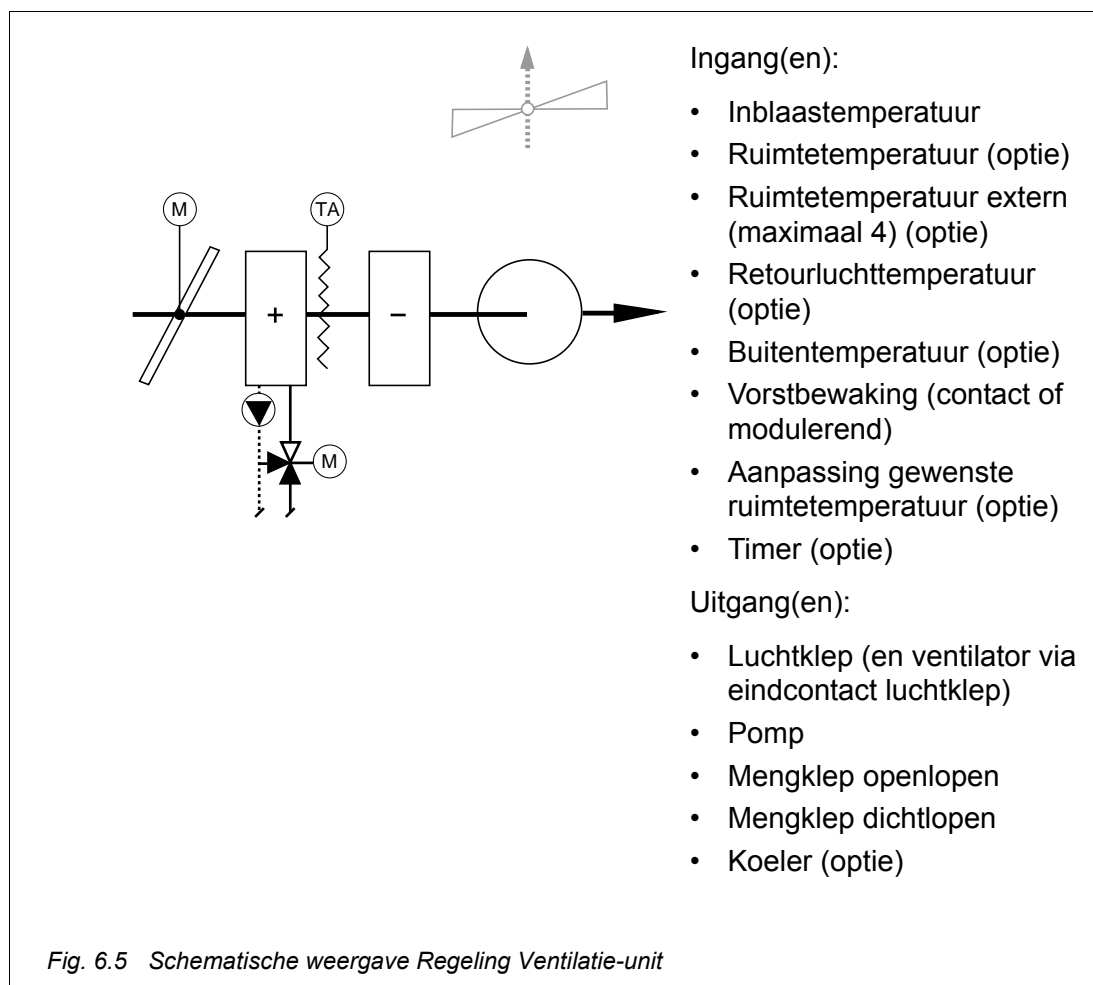 M
TA
+
−
M
Ingang(en):
• Inblaastemperatuur
• Ruimtetemperatuur (optie)
• Ruimtetemperatuur extern
(maximaal 4) (optie)
• Retourluchttemperatuur
(optie)
• Buitentemperatuur (optie)
• Vorstbewaking (contact of
modulerend)
• Aanpassing gewenste
ruimtetemperatuur (optie)
• Timer (optie)
Uitgang(en):
• Luchtklep (en ventilator via
eindcontact luchtklep)
• Pomp
• Mengklep openlopen
• Mengklep dichtlopen
• Koeler (optie)
Fig. 6.5 Schematische weergave Regeling Ventilatie-unit